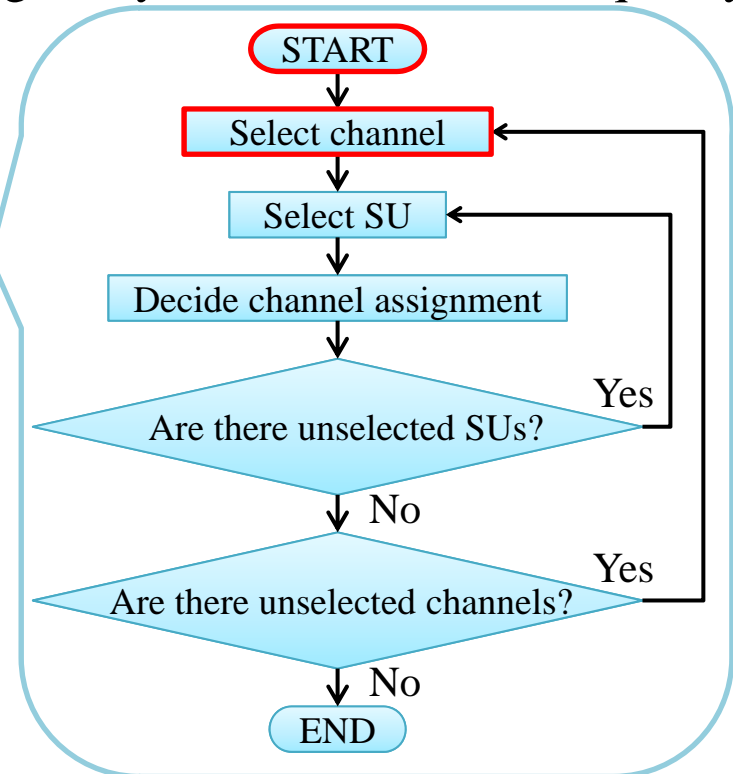 START
Select channel
Select SU
Decide channel assignment
Are there unselected SUs?
Yes
No
Are there unselected channels?
Yes
No
END